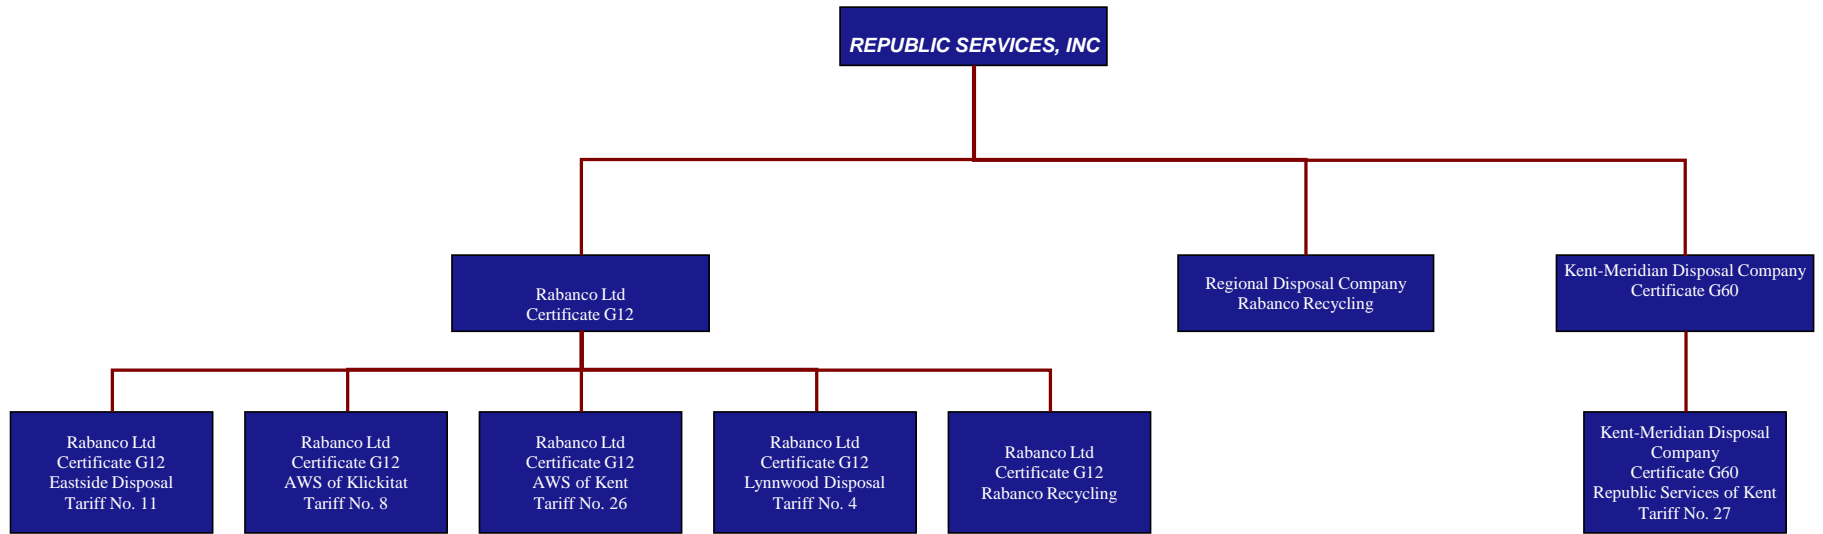 REPUBLIC SERVICES, INC
Rabanco Ltd
Certificate G12
Regional Disposal Company
Rabanco Recycling
Kent-Meridian Disposal Company
Certificate G60
Rabanco Ltd
Certificate G12
Eastside Disposal
Tariff No. 11
Rabanco Ltd
Certificate G12
AWS of Klickitat
Tariff No. 8
Rabanco Ltd
Certificate G12
AWS of Kent
Tariff No. 26
Rabanco Ltd
Certificate G12
Lynnwood Disposal
Tariff No. 4
Rabanco Ltd
Certificate G12
Rabanco Recycling
Kent-Meridian Disposal
Company
Certificate G60
Republic Services of Kent
Tariff No. 27